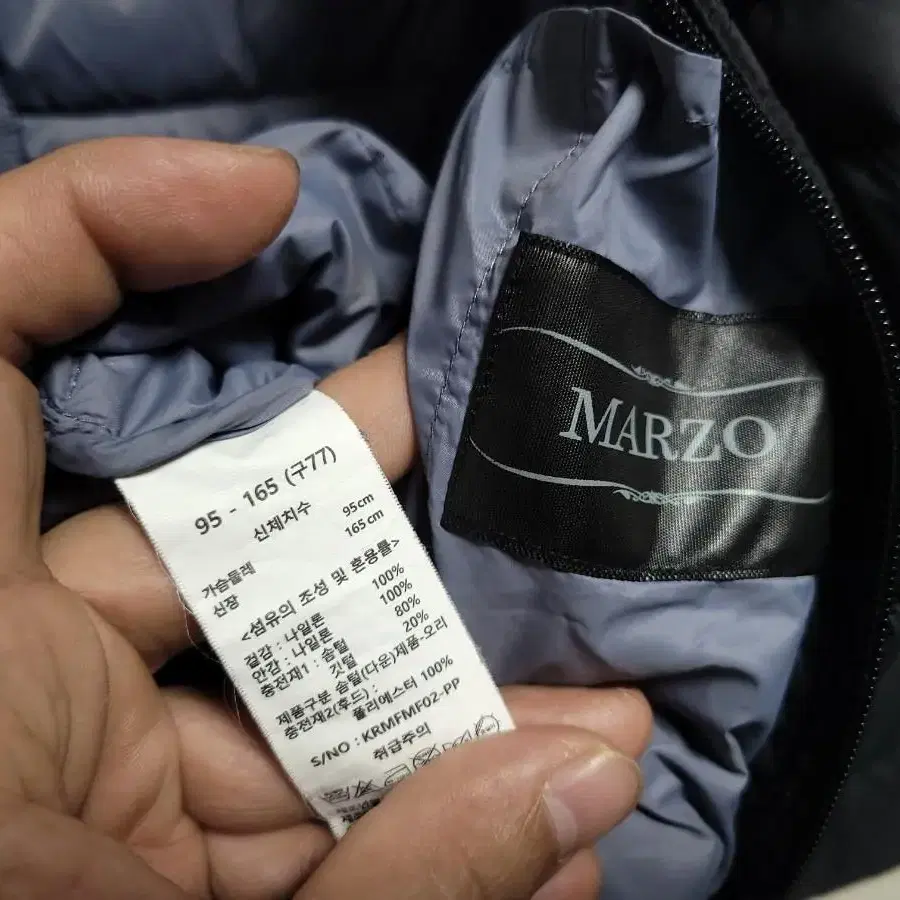 MARZO
95 - 165 (구77)
신체치수
가슴둘레 95cm
신장 165cm
<섬유의 조성 및 혼용률>
겉감 : 나일론 100%
안감 : 나일론 100%
충전재1 : 솜털 80%
깃털 20%
제품구분 솜털(다운)제품-오리
충전재2(후드) :
폴리에스터 100%
S/NO : KRMFMF02-PP
취급주의